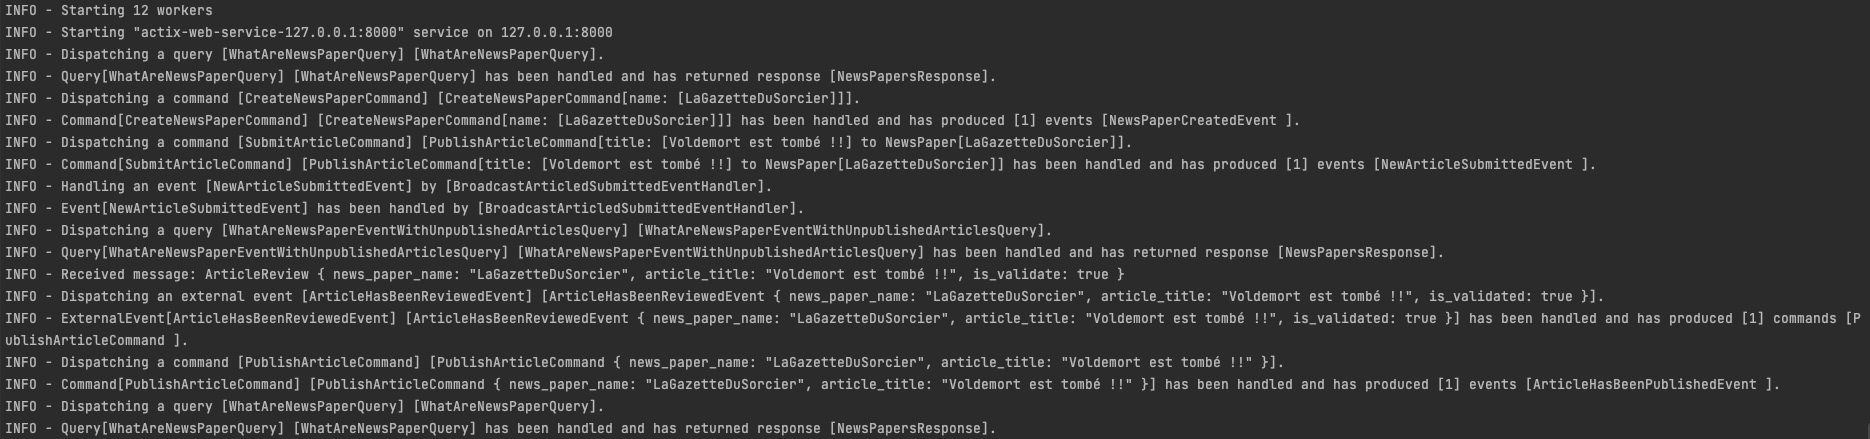 INFO - Starting 12 workers
INFO - Starting "actix-web-service-127.0.0.1:8000" service on 127.0.0.1:8000
INFO - Dispatching a query [WhatAreNewsPaperQuery] [WhatAreNewsPaperQuery].
INFO - Query[WhatAreNewsPaperQuery] [WhatAreNewsPaperQuery] has been handled and has returned response [NewsPapersResponse].
INFO - Dispatching a command [CreateNewsPaperCommand] [CreateNewsPaperCommand[name: [LaGazetteDuSorcier]]].
INFO - Command[CreateNewsPaperCommand] [CreateNewsPaperCommand[name: [LaGazetteDuSorcier]]] has been handled and has produced [1] events [NewsPaperCreatedEvent ].
INFO - Dispatching a command [SubmitArticleCommand] [PublishArticleCommand[title: [Voldemort est tombé !!] to NewsPaper[LaGazetteDuSorcier]].
INFO - Command[SubmitArticleCommand] [PublishArticleCommand[title: [Voldemort est tombé !!] to NewsPaper[LaGazetteDuSorcier]] has been handled and has produced [1] events [NewArticleSubmittedEvent ].
INFO - Handling an event [NewArticleSubmittedEvent] by [BroadcastArticledSubmittedEventHandler].
INFO - Event[NewArticleSubmittedEvent] has been handled by [BroadcastArticledSubmittedEventHandler].
INFO - Dispatching a query [WhatAreNewsPaperEventWithUnpublishedArticlesQuery] [WhatAreNewsPaperEventWithUnpublishedArticlesQuery].
INFO - Query[WhatAreNewsPaperEventWithUnpublishedArticlesQuery] [WhatAreNewsPaperEventWithUnpublishedArticlesQuery] has been handled and has returned response [NewsPapersResponse].
INFO - Received message: ArticleReview { news_paper_name: "LaGazetteDuSorcier", article_title: "Voldemort est tombé !!", is_validate: true }
INFO - Dispatching an external event [ArticleHasBeenReviewedEvent] [ArticleHasBeenReviewedEvent { news_paper_name: "LaGazetteDuSorcier", article_title: "Voldemort est tombé !!", is_validated: true }].
INFO - ExternalEvent[ArticleHasBeenReviewedEvent] [ArticleHasBeenReviewedEvent { news_paper_name: "LaGazetteDuSorcier", article_title: "Voldemort est tombé !!", is_validated: true }] has been handled and has produced [1] commands [P
ublishArticleCommand ].
INFO - Dispatching a command [PublishArticleCommand] [PublishArticleCommand { news_paper_name: "LaGazetteDuSorcier", article_title: "Voldemort est tombé !!" }].
INFO - Command[PublishArticleCommand] [PublishArticleCommand { news_paper_name: "LaGazetteDuSorcier", article_title: "Voldemort est tombé !!" }] has been handled and has produced [1] events [ArticleHasBeenPublishedEvent ].
INFO - Dispatching a query [WhatAreNewsPaperQuery] [WhatAreNewsPaperQuery].
INFO - Query[WhatAreNewsPaperQuery] [WhatAreNewsPaperQuery] has been handled and has returned response [NewsPapersResponse].